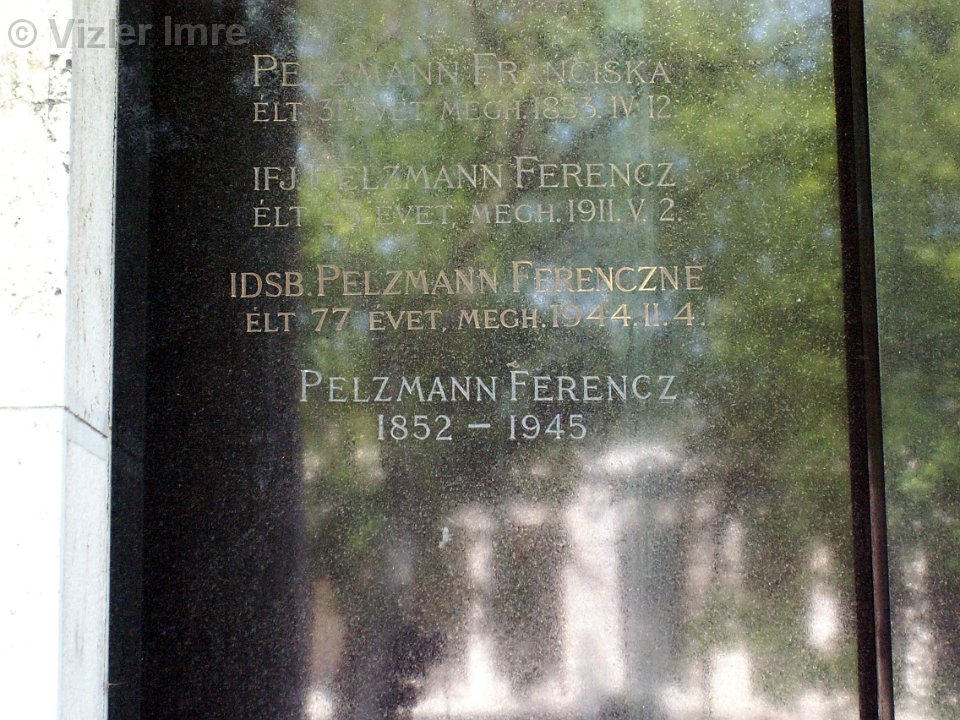 © Vizler Imre
PELZMANN FRANCISKA
ÉLT 31 ÉVET MEGH. 1853. IV. 12.
IFJ. PELZMANN FERENCZ
ÉLT ÉVET, MEGH. 1911. V. 2.
IDSB. PELZMANN FERENCZNE
ÉLT 77 ÉVET, MEGH. 1944. II. 4.
PELZMANN FERENCZ
1852 – 1945